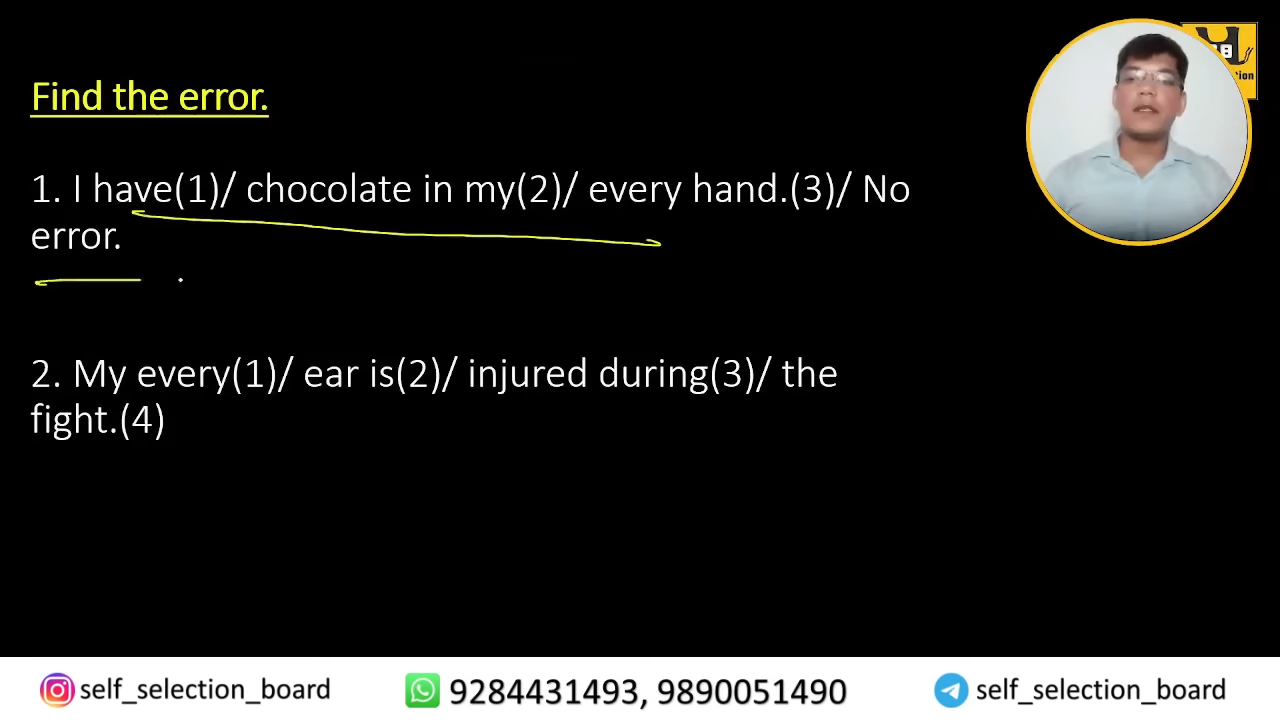 Find the error.
1. I have(1)/ chocolate in my(2)/ every hand.(3)/ No
error.
2. My every(1)/ ear is(2)/ injured during(3)/ the
fight.(4)
self_selection_board
9284431493, 9890051490
self_selection_board